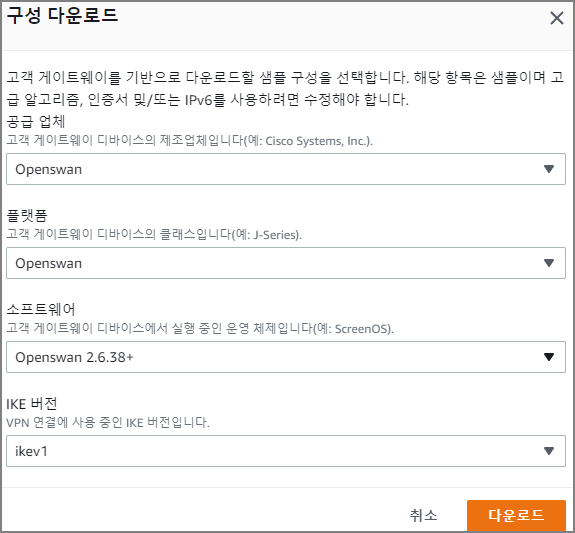 구성 다운로드
고객 게이트웨이를 기반으로 다운로드할 샘플 구성을 선택합니다. 해당 항목은 샘플이며 고
급 알고리즘, 인증서 및/또는 IPv6를 사용하려면 수정해야 합니다.
공급 업체
고객 게이트웨이 디바이스의 제조업체입니다(예: Cisco Systems, Inc.).
Openswan
플랫폼
고객 게이트웨이 디바이스의 클래스입니다(예: J-Series).
Openswan
소프트웨어
고객 게이트웨이 디바이스에서 실행 중인 운영 체제입니다(예: ScreenOS).
Openswan 2.6.38+
IKE 버전
VPN 연결에 사용 중인 IKE 버전입니다.
ikev1
취소 다운로드